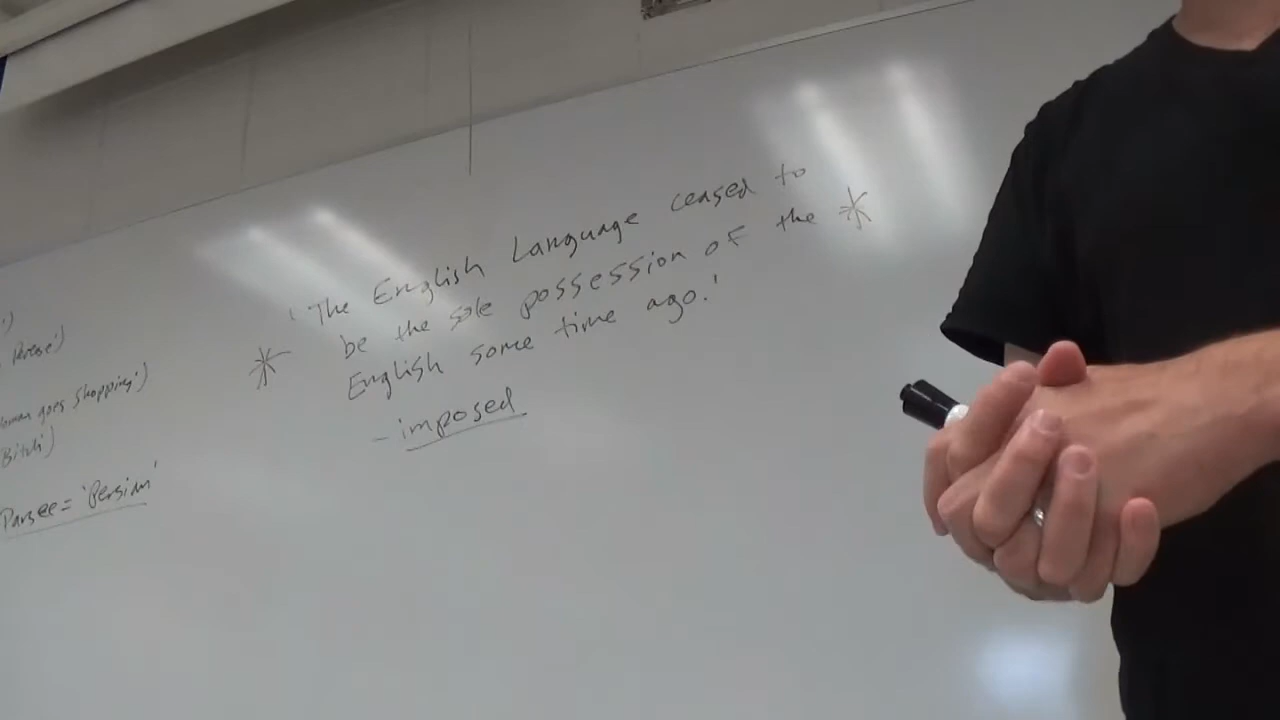 ')
Parese')
Woman goes Shopping')
Bitch')
Parsee = 'Persian'
'The English Language ceased to
be the sole possession of the
English some time ago.'
- imposed